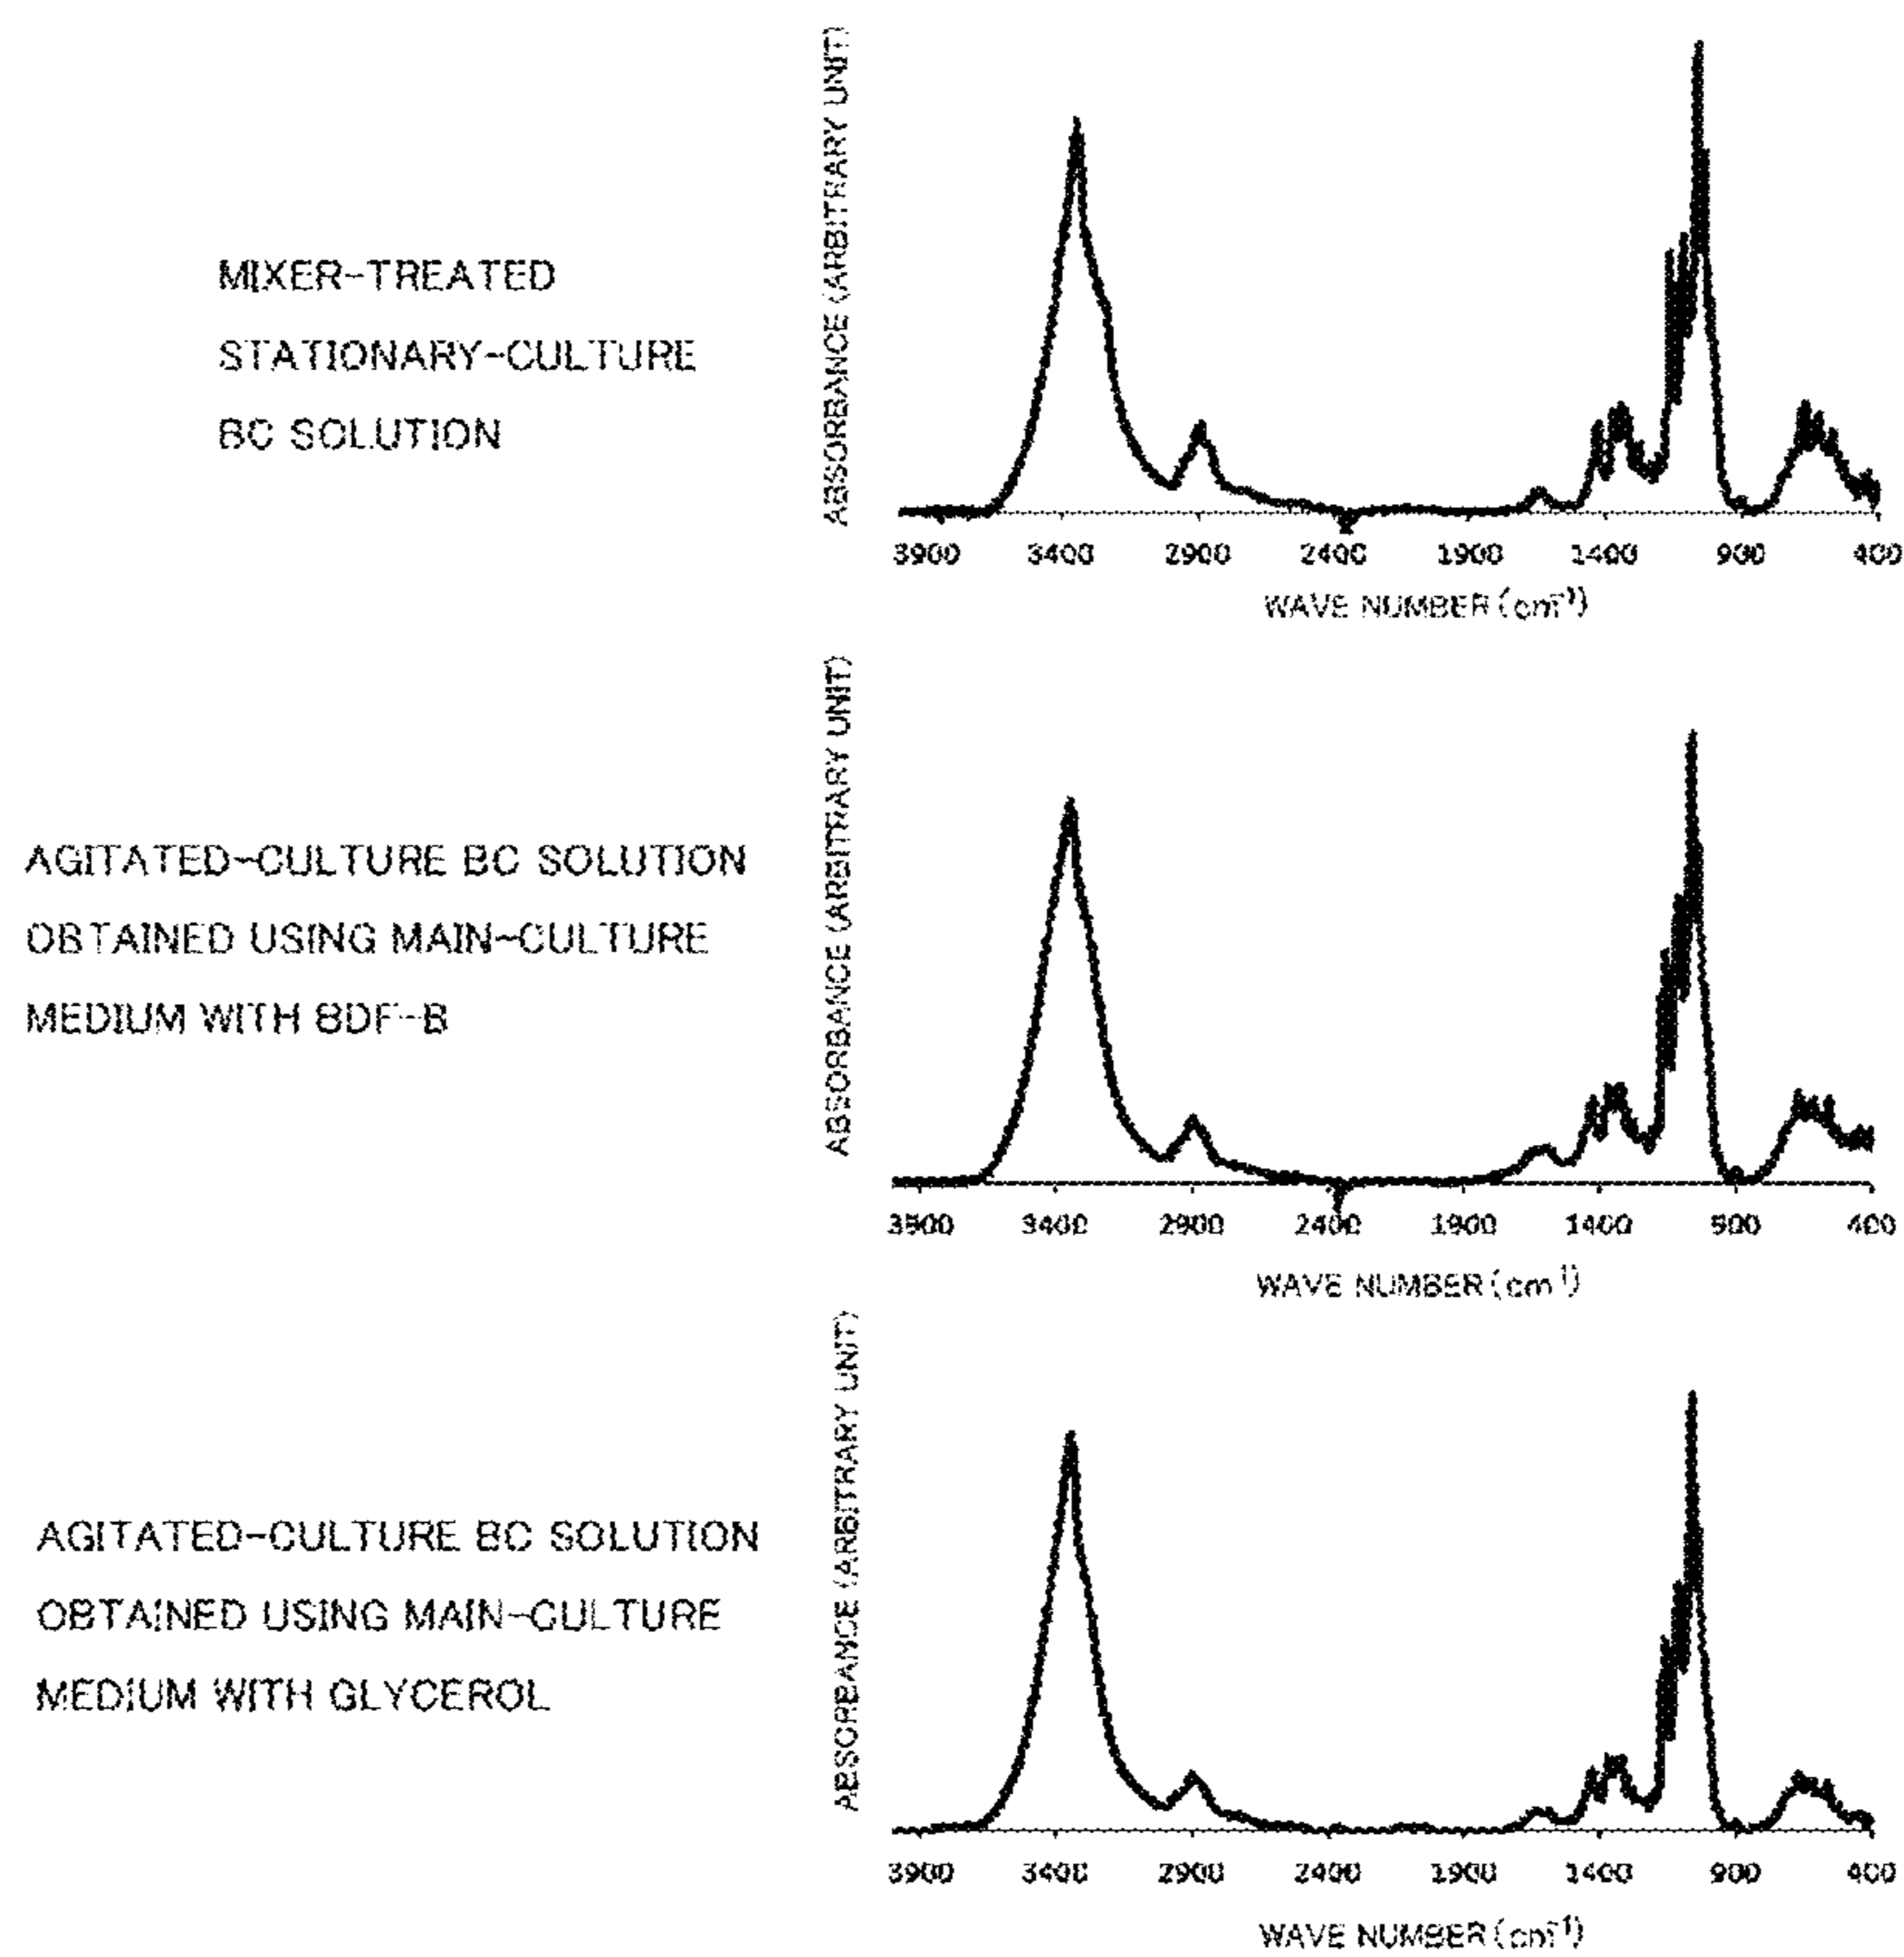 MIXER-TREATED
STATIONARY-CULTURE
BC SOLUTION
ABSORBANCE (ARBITRARY UNIT)
3900 3400 2900 2400 1900 1400 900 400
WAVE NUMBER (cm⁻¹)
AGITATED-CULTURE BC SOLUTION
OBTAINED USING MAIN-CULTURE
MEDIUM WITH BDF-B
ABSORBANCE (ARBITRARY UNIT)
3900 3400 2900 2400 1900 1400 900 400
WAVE NUMBER (cm⁻¹)
AGITATED-CULTURE BC SOLUTION
OBTAINED USING MAIN-CULTURE
MEDIUM WITH GLYCEROL
ABSORBANCE (ARBITRARY UNIT)
3900 3400 2900 2400 1900 1400 900 400
WAVE NUMBER (cm⁻¹)